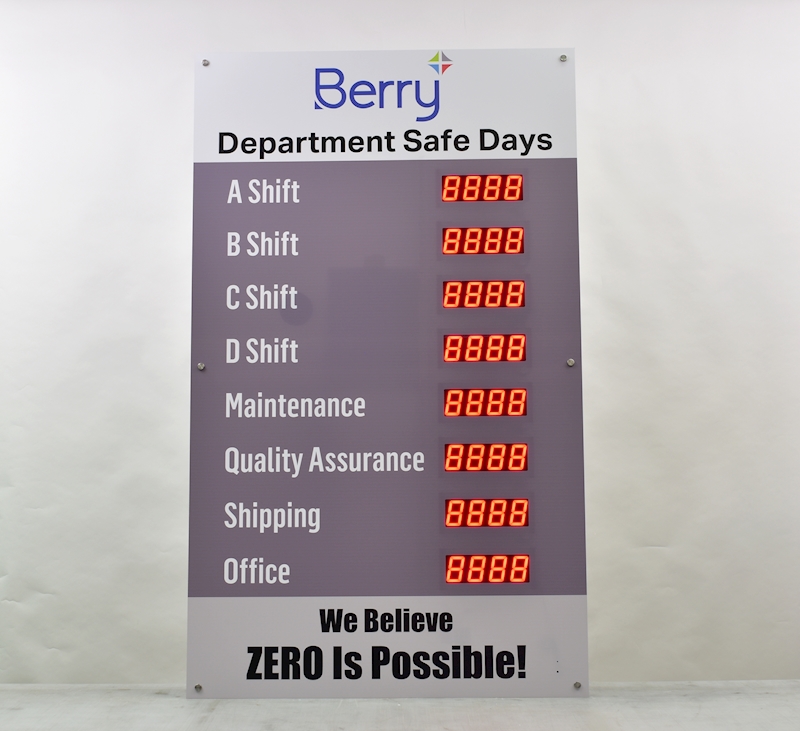 Berry
Department Safe Days
A Shift 8888
B Shift 8888
C Shift 8888
D Shift 8888
Maintenance 8888
Quality Assurance 8888
Shipping 8888
Office 8888
We Believe
ZERO Is Possible!